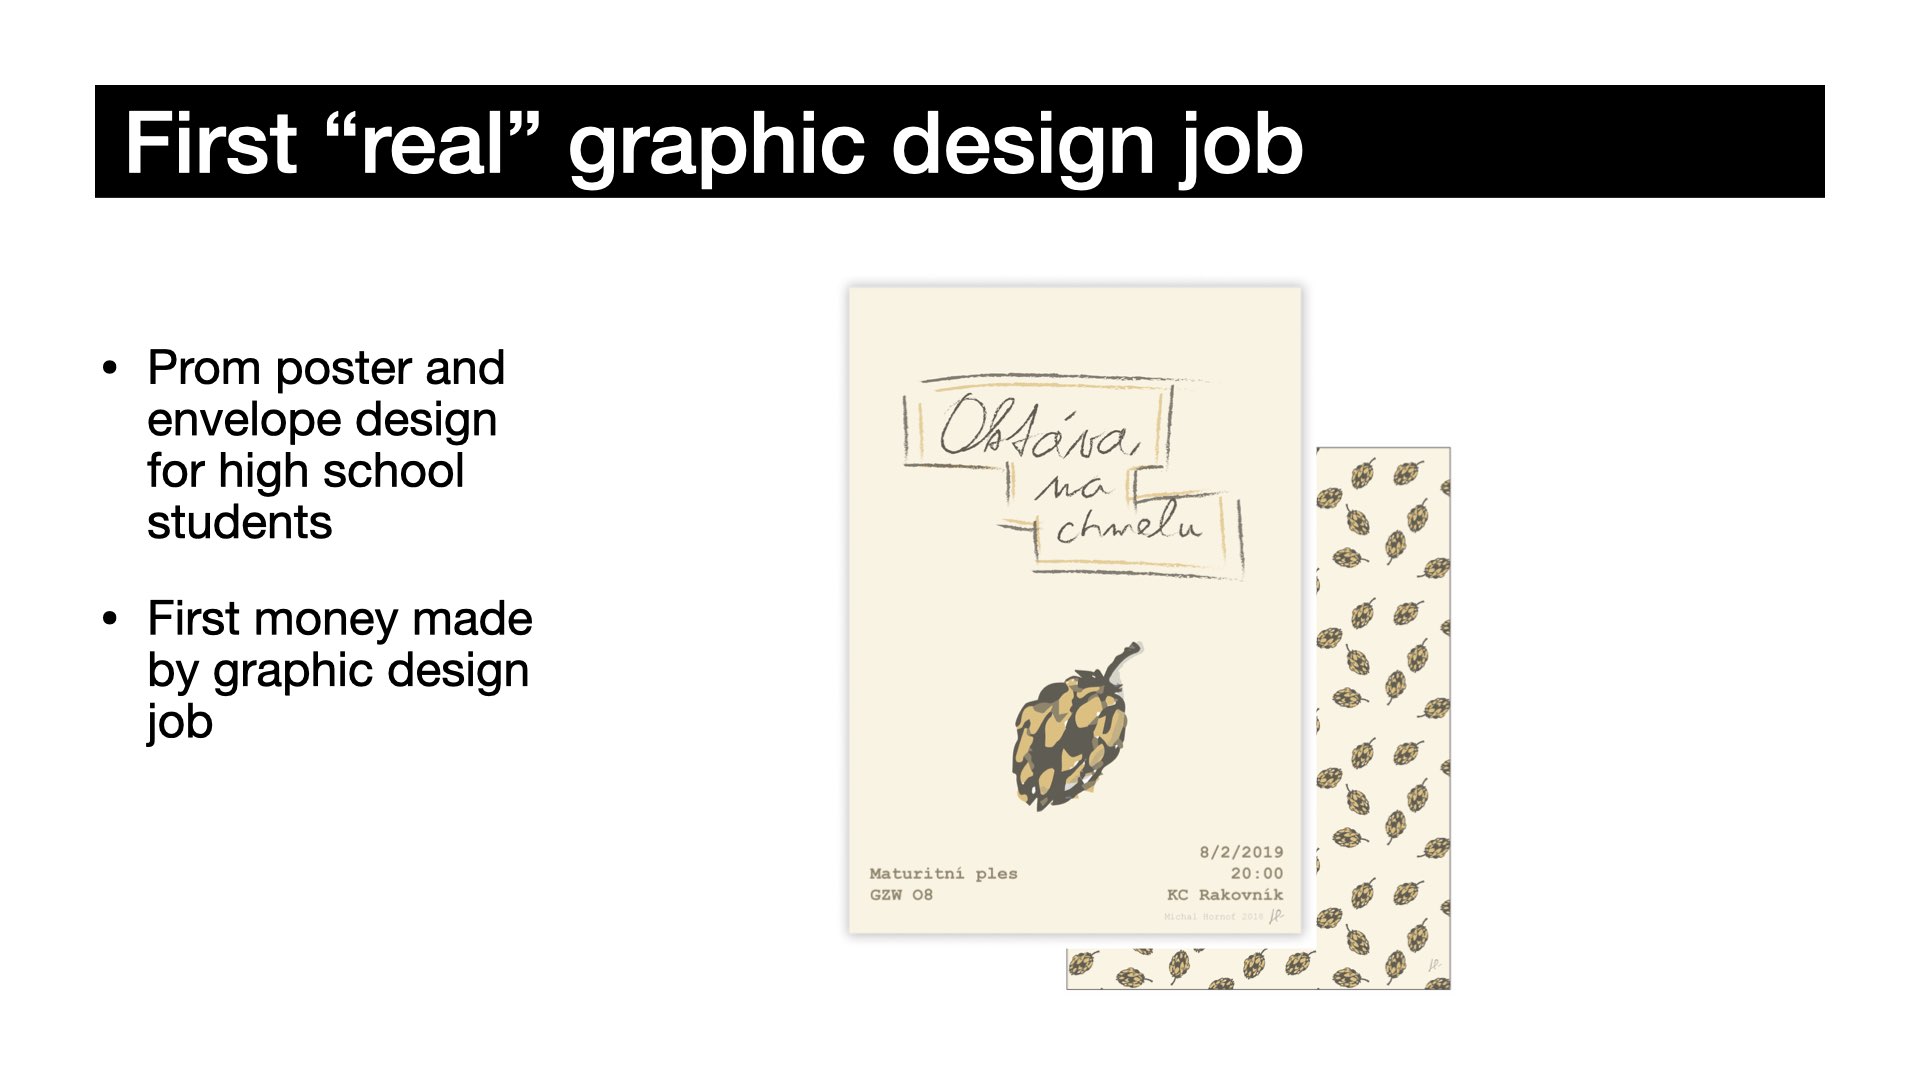 First “real” graphic design job
• Prom poster and
envelope design
for high school
students
• First money made
by graphic design
job
Oktáva,
na
chmelu
Maturitní ples
GZW O8
8/2/2019
20:00
KC Rakovník
Michal Hornof 2018